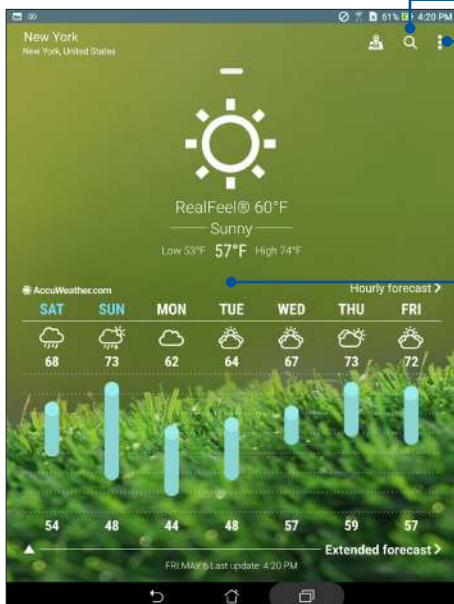 61% 4:20 PM
New York
New York, United States
RealFeel® 60°F
Sunny
Low 53°F 57°F High 74°F
AccuWeather.com Hourly forecast >
SAT SUN MON TUE WED THU FRI
68 73 62 64 67 73 72
54 48 44 48 57 59 57
Extended forecast >
FRI MAY 6 Last update 4:20 PM